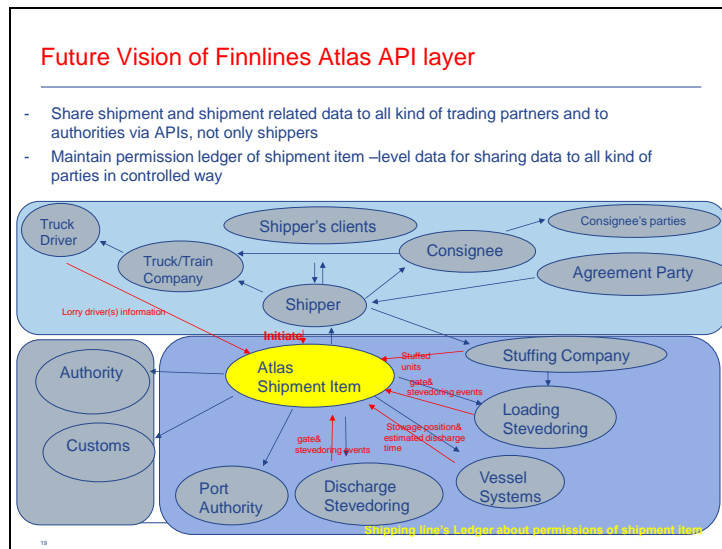 Future Vision of Finnlines Atlas API layer
- Share shipment and shipment related data to all kind of trading partners and to
authorities via APIs, not only shippers
- Maintain permission ledger of shipment item –level data for sharing data to all kind of
parties in controlled way
Truck
Driver
Shipper's clients
Consignee's parties
Truck/Train
Company
Consignee
Agreement Party
Shipper
Lorry driver(s) information
Initiate
Atlas
Shipment Item
Stuffed
units
Stuffing Company
Authority
gate&
stevedoring events
Loading
Stevedoring
Customs
gate&
stevedoring events
Stowage position&
estimated discharge
time
Port
Authority
Discharge
Stevedoring
Vessel
Systems
Shipping line's Ledger about permissions of shipment item
19